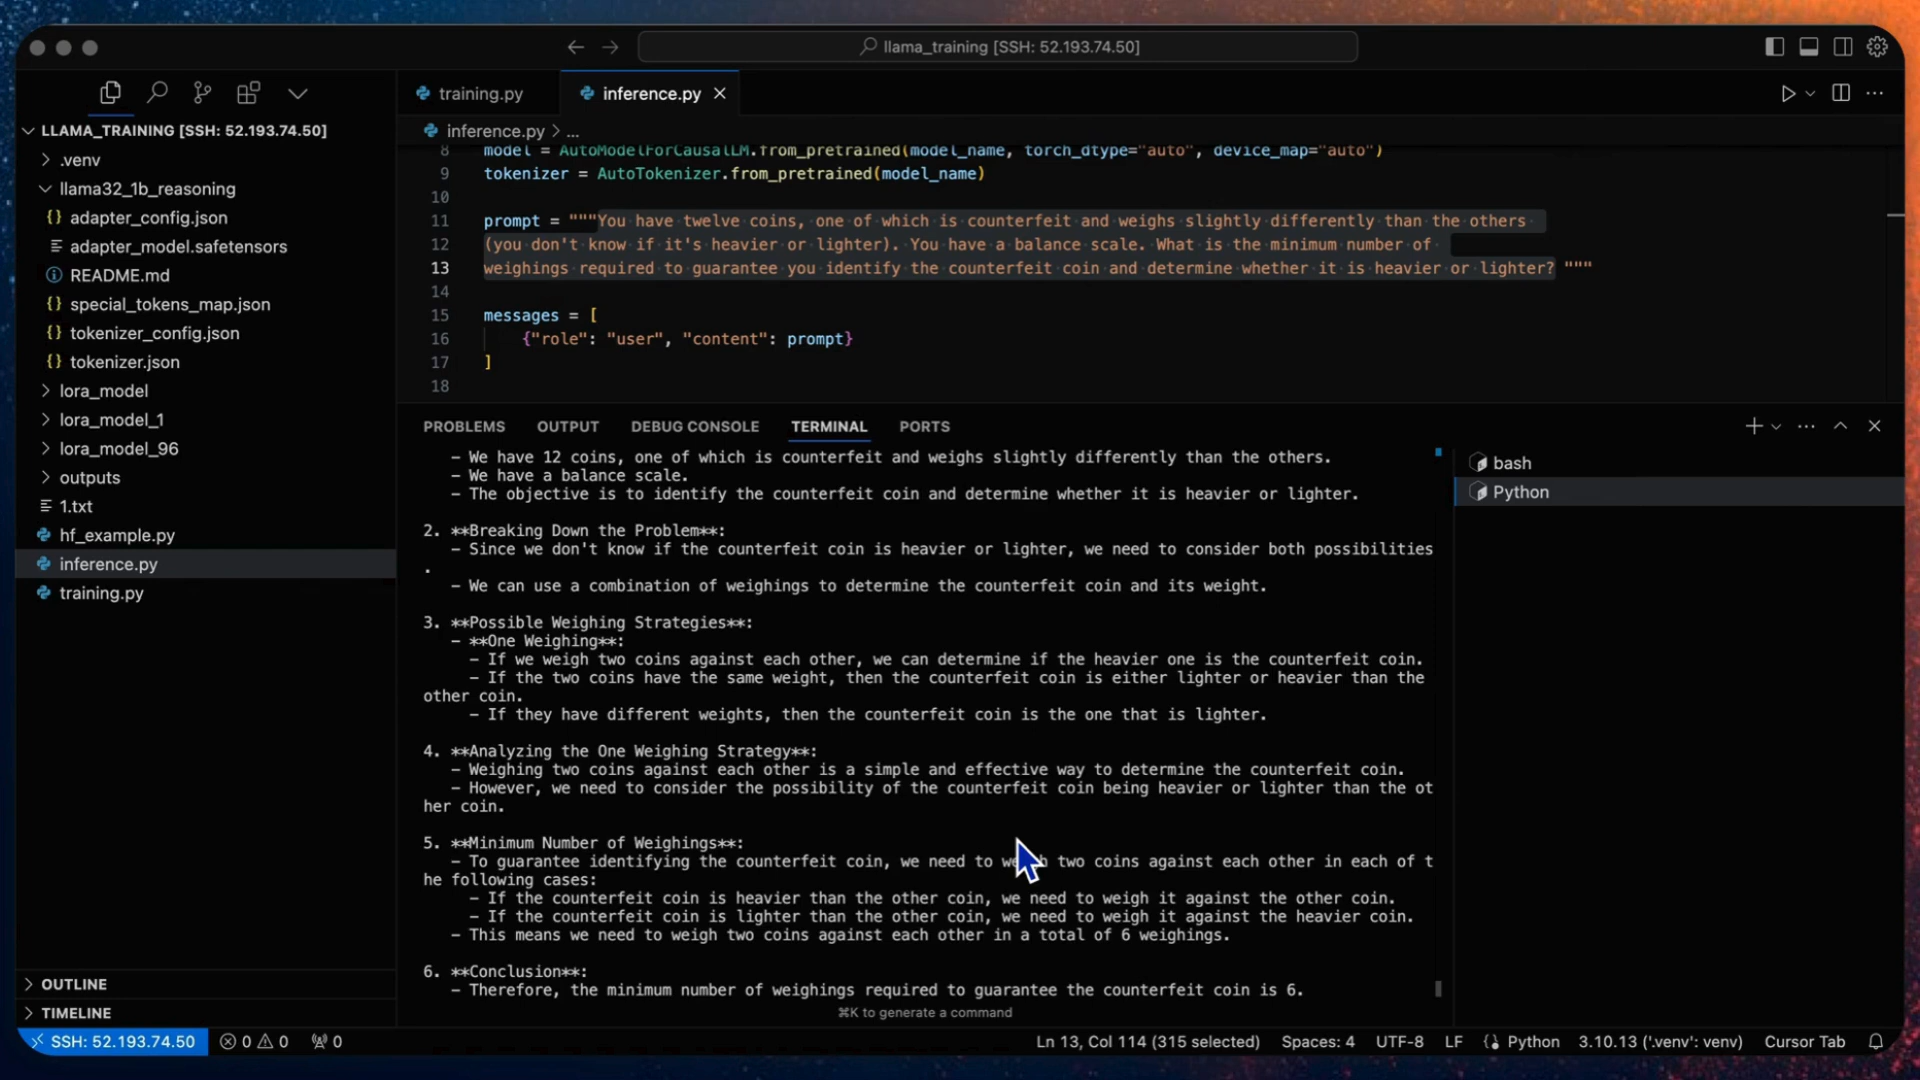 llama_training [SSH: 52.193.74.50]
training.py
inference.py
LLAMA_TRAINING [SSH: 52.193.74.50]
.venv
llama32_1b_reasoning
adapter_config.json
adapter_model.safetensors
README.md
special_tokens_map.json
tokenizer_config.json
tokenizer.json
lora_model
lora_model_1
lora_model_96
outputs
1.txt
hf_example.py
inference.py
training.py
OUTLINE
TIMELINE
inference.py > ...
8 model = AutoModelForCausalLM.from_pretrained(model_name, torch_dtype="auto", device_map="auto")
9 tokenizer = AutoTokenizer.from_pretrained(model_name)
10
11 prompt = """You have twelve coins, one of which is counterfeit and weighs slightly differently than the others
12 (you don't know if it's heavier or lighter). You have a balance scale. What is the minimum number of
13 weighings required to guarantee you identify the counterfeit coin and determine whether it is heavier or lighter? """
14
15 messages = [
16 {"role": "user", "content": prompt}
17 ]
18
PROBLEMS OUTPUT DEBUG CONSOLE TERMINAL PORTS
- We have 12 coins, one of which is counterfeit and weighs slightly differently than the others.
- We have a balance scale.
- The objective is to identify the counterfeit coin and determine whether it is heavier or lighter.
2. **Breaking Down the Problem**:
- Since we don't know if the counterfeit coin is heavier or lighter, we need to consider both possibilities
.
- We can use a combination of weighings to determine the counterfeit coin and its weight.
3. **Possible Weighing Strategies**:
- **One Weighing**:
- If we weigh two coins against each other, we can determine if the heavier one is the counterfeit coin.
- If the two coins have the same weight, then the counterfeit coin is either lighter or heavier than the
other coin.
- If they have different weights, then the counterfeit coin is the one that is lighter.
4. **Analyzing the One Weighing Strategy**:
- Weighing two coins against each other is a simple and effective way to determine the counterfeit coin.
- However, we need to consider the possibility of the counterfeit coin being heavier or lighter than the ot
her coin.
5. **Minimum Number of Weighings**:
- To guarantee identifying the counterfeit coin, we need to weigh two coins against each other in each of t
he following cases:
- If the counterfeit coin is heavier than the other coin, we need to weigh it against the other coin.
- If the counterfeit coin is lighter than the other coin, we need to weigh it against the heavier coin.
- This means we need to weigh two coins against each other in a total of 6 weighings.
6. **Conclusion**:
- Therefore, the minimum number of weighings required to guarantee the counterfeit coin is 6.
⌘K to generate a command
bash
Python
SSH: 52.193.74.50 0 0 0 Ln 13, Col 114 (315 selected) Spaces: 4 UTF-8 LF Python 3.10.13 ('.venv': venv) Cursor Tab